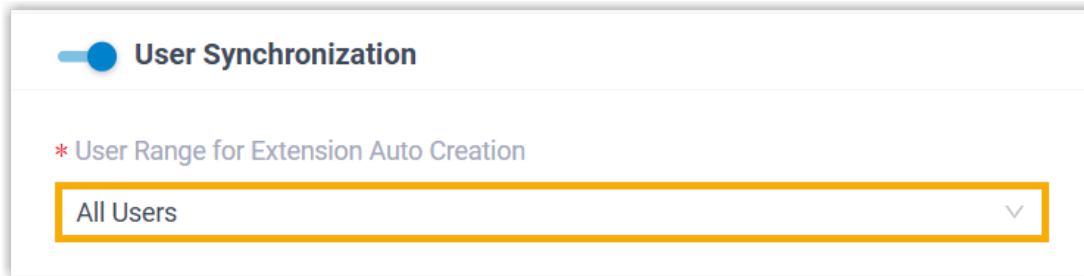 User Synchronization
* User Range for Extension Auto Creation
All Users